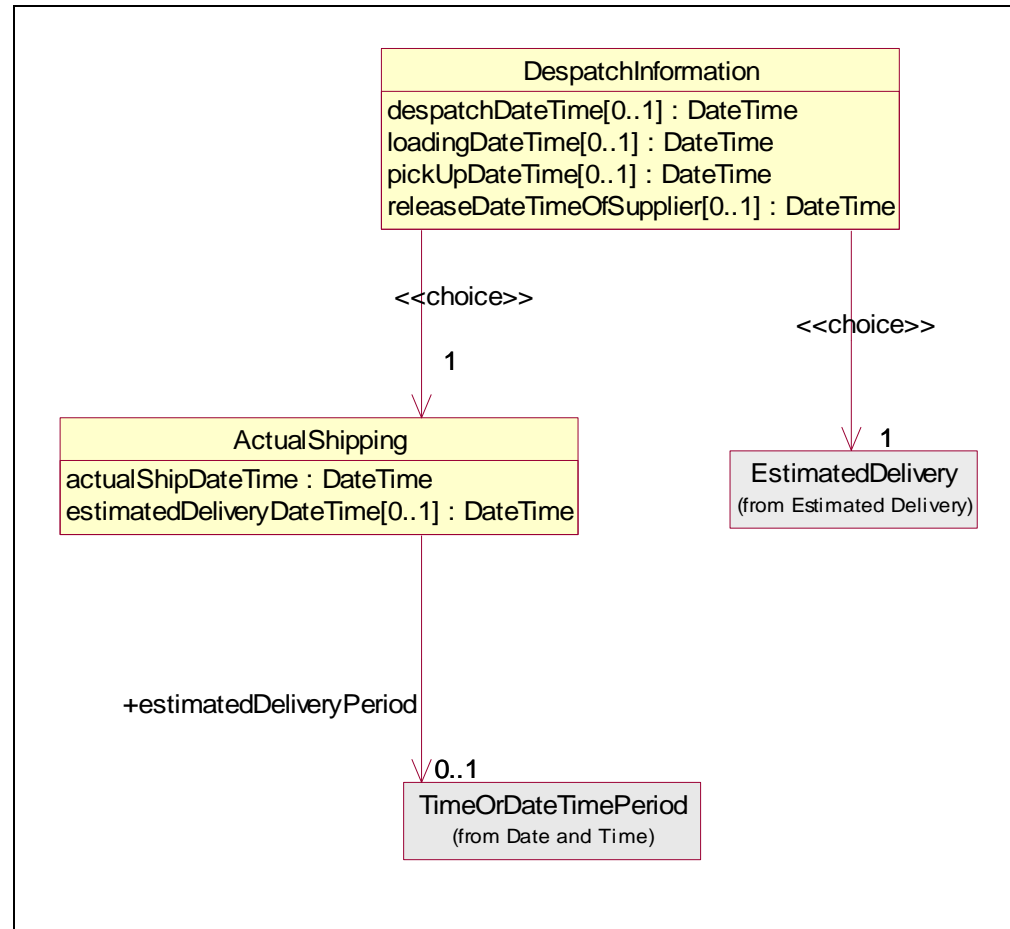 DespatchInformation
despatchDateTime[0..1] : DateTime
loadingDateTime[0..1] : DateTime
pickUpDateTime[0..1] : DateTime
releaseDateTimeOfSupplier[0..1] : DateTime
<<choice>>
<<choice>>
1
1
ActualShipping
actualShipDateTime : DateTime
estimatedDeliveryDateTime[0..1] : DateTime
EstimatedDelivery
(from Estimated Delivery)
+estimatedDeliveryPeriod
0..1
TimeOrDateTimePeriod
(from Date and Time)